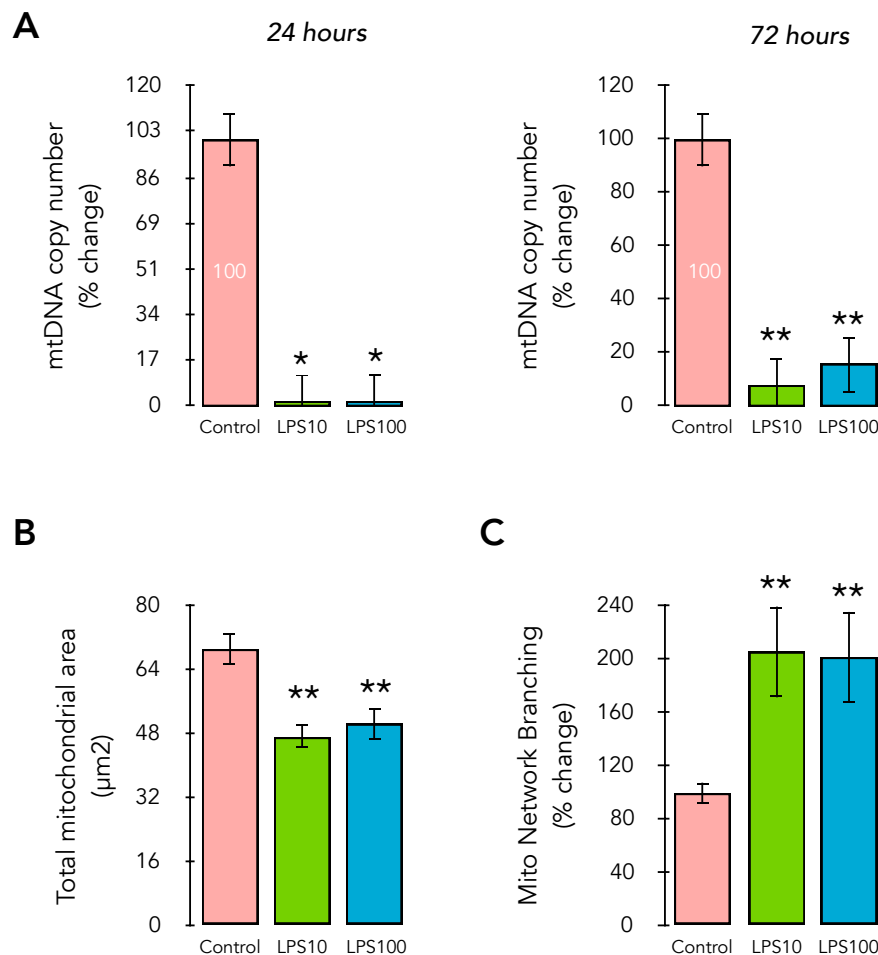 A
24 hours
72 hours
mtDNA copy number
(% change)
120
103
86
69
51
34
17
0
100
*
*
Control
LPS10
LPS100
mtDNA copy number
(% change)
120
100
80
60
40
20
0
100
**
**
Control
LPS10
LPS100
B
Total mitochondrial area
(µm2)
80
64
48
32
16
0
**
**
Control
LPS10
LPS100
C
Mito Network Branching
(% change)
240
200
160
120
80
40
0
**
**
Control
LPS10
LPS100